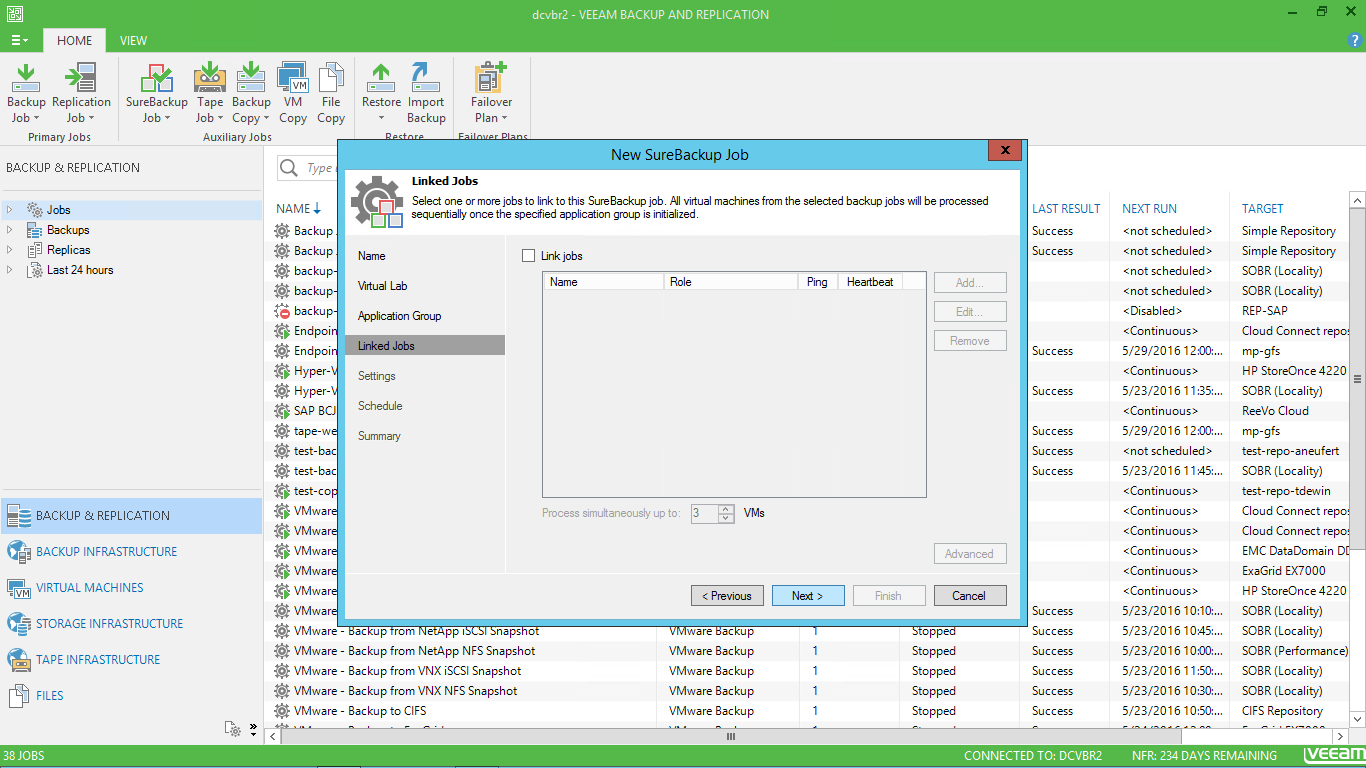 dcvbr2 - VEEAM BACKUP AND REPLICATION
HOME VIEW
Backup Job
Replication Job
SureBackup Job
Tape Job
Backup Copy
VM Copy
File Copy
Restore
Import Backup
Failover Plan
Primary Jobs
Auxiliary Jobs
Restore
Failover Plans
BACKUP & REPLICATION
Jobs
Backups
Replicas
Last 24 hours
BACKUP & REPLICATION
BACKUP INFRASTRUCTURE
VM
VIRTUAL MACHINES
STORAGE INFRASTRUCTURE
TAPE INFRASTRUCTURE
FILES
Type
NAME LAST RESULT NEXT RUN TARGET
Backup Success <not scheduled> Simple Repository
Backup Success <not scheduled> Simple Repository
backup- <not scheduled> SOBR (Locality)
backup- <not scheduled> SOBR (Locality)
backup- <Disabled> REP-SAP
Endpoin <Continuous> Cloud Connect repos
Endpoin Success 5/29/2016 12:00:... mp-gfs
Hyper-V <Continuous> HP StoreOnce 4220
Hyper-V Success 5/23/2016 11:35:... SOBR (Locality)
SAP BCJ <Continuous> ReeVo Cloud
tape-we Success 5/29/2016 12:00:... mp-gfs
test-bac Success <not scheduled> test-repo-aneufert
test-bac Success 5/23/2016 11:45:... SOBR (Locality)
test-cop <Continuous> test-repo-tdewin
VMware <Continuous> Cloud Connect repos
VMware <Continuous> Cloud Connect repos
VMware <Continuous> EMC DataDomain DD
VMware <Continuous> ExaGrid EX7000
VMware <Continuous> HP StoreOnce 4220
VMware Success 5/23/2016 10:10:... SOBR (Locality)
VMware - Backup from NetApp iSCSI Snapshot VMware Backup 1 Stopped Success 5/23/2016 10:45:... SOBR (Locality)
VMware - Backup from NetApp NFS Snapshot VMware Backup 1 Stopped Success 5/23/2016 10:00:... SOBR (Performance)
VMware - Backup from VNX iSCSI Snapshot VMware Backup 1 Stopped Success 5/23/2016 11:50:... SOBR (Locality)
VMware - Backup from VNX NFS Snapshot VMware Backup 1 Stopped Success 5/23/2016 10:30:... SOBR (Locality)
VMware - Backup to CIFS VMware Backup 1 Stopped Success 5/23/2016 10:50:... CIFS Repository
New SureBackup Job
x
Linked Jobs
Select one or more jobs to link to this SureBackup job. All virtual machines from the selected backup jobs will be processed
sequentially once the specified application group is initialized.
Name
Virtual Lab
Application Group
Linked Jobs
Settings
Schedule
Summary
Link jobs
Name Role Ping Heartbeat
Add...
Edit...
Remove
Process simultaneously up to: 3 VMs
Advanced
< Previous Next > Finish Cancel
38 JOBS CONNECTED TO: DCVBR2 NFR: 234 DAYS REMAINING veeam